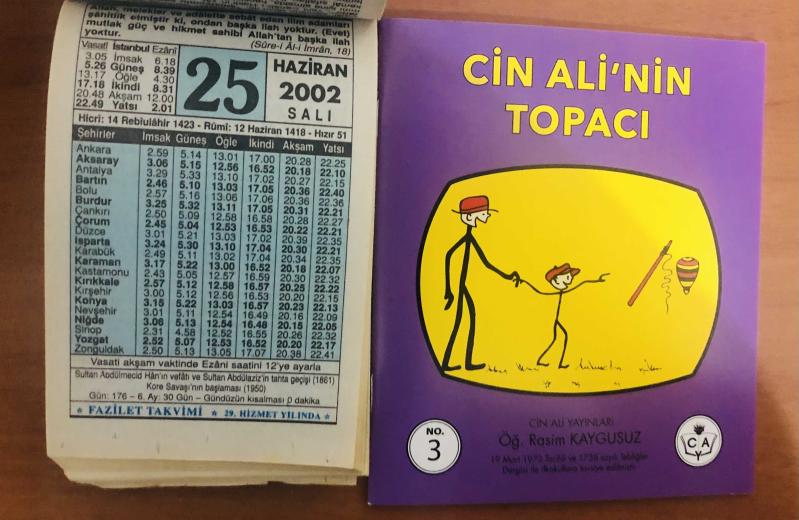 Allah, melekler ve adalette sebat eden ilim adamları
şahitlik etmiştir ki, ondan başka ilah yoktur. (Evet)
mutlak güç ve hikmet sahibi Allah'tan başka ilah
yoktur. (Sûre-i Âl-i İmrân, 18)
Vasatî İstanbul Ezânî
3.05 İmsak 6.18
5.26 Güneş 8.39
13.17 Öğle 4.30
17.18 İkindi 8.31
20.48 Akşam 12.00
22.49 Yatsı 2.01
25
HAZİRAN
2002
SALI
Hicrî: 14 Rebîulâhir 1423 - Rûmî: 12 Haziran 1418 - Hızır 51
Şehirler İmsak Güneş Öğle İkindi Akşam Yatsı
Ankara 2.59 5.14 13.01 17.00 20.28 22.25
Aksaray 3.06 5.15 12.56 16.52 20.18 22.10
Antalya 3.29 5.33 13.10 17.02 20.27 22.15
Bartın 2.46 5.10 13.03 17.05 20.36 22.40
Bolu 2.57 5.16 13.06 17.06 20.36 22.36
Burdur 3.25 5.32 13.11 17.05 20.31 22.21
Çankırı 2.50 5.09 12.58 16.58 20.28 22.27
Çorum 2.45 5.04 12.53 16.53 20.22 22.21
Düzce 3.01 5.21 13.03 17.02 20.39 22.35
Isparta 3.24 5.30 13.10 17.04 20.30 22.21
Karabük 2.49 5.11 13.02 17.04 20.34 22.35
Karaman 3.17 5.22 13.00 16.52 20.18 22.07
Kastamonu 2.43 5.05 12.57 16.59 20.30 22.32
Kırıkkale 2.57 5.12 12.58 16.57 20.25 22.22
Kırşehir 3.00 5.12 12.56 16.53 20.20 22.15
Konya 3.15 5.22 13.03 16.57 20.23 22.13
Nevşehir 3.01 5.11 12.54 16.49 20.16 22.09
Niğde 3.06 5.13 12.54 16.48 20.15 22.05
Sinop 2.31 4.58 12.52 16.55 20.26 22.32
Yozgat 2.52 5.07 12.53 16.52 20.20 22.17
Zonguldak 2.50 5.13 13.05 17.07 20.38 22.41
Vasati akşam vaktinde Ezânî saatini 12'ye ayarla
Sultan Abdülmecid Hân'ın vefâtı ve Sultan Abdülaziz'in tahta geçişi (1861)
Kore Savaşı'nın başlaması (1950)
Gün: 176 – 6. Ay: 30 Gün – Gündüzün kısalması 0 dakika
FAZİLET TAKVİMİ 29. HİZMET YILINDA
CİN ALİ'NİN
TOPACI
NO.
3
CİN ALİ YAYINLARI
Öğ. Rasim KAYGUSUZ
19 Mart 1973 Tarihli ve 1738 sayılı Tebliğler
Dergisi ile ilkokullara tavsiye edilmiştir
C A
Y